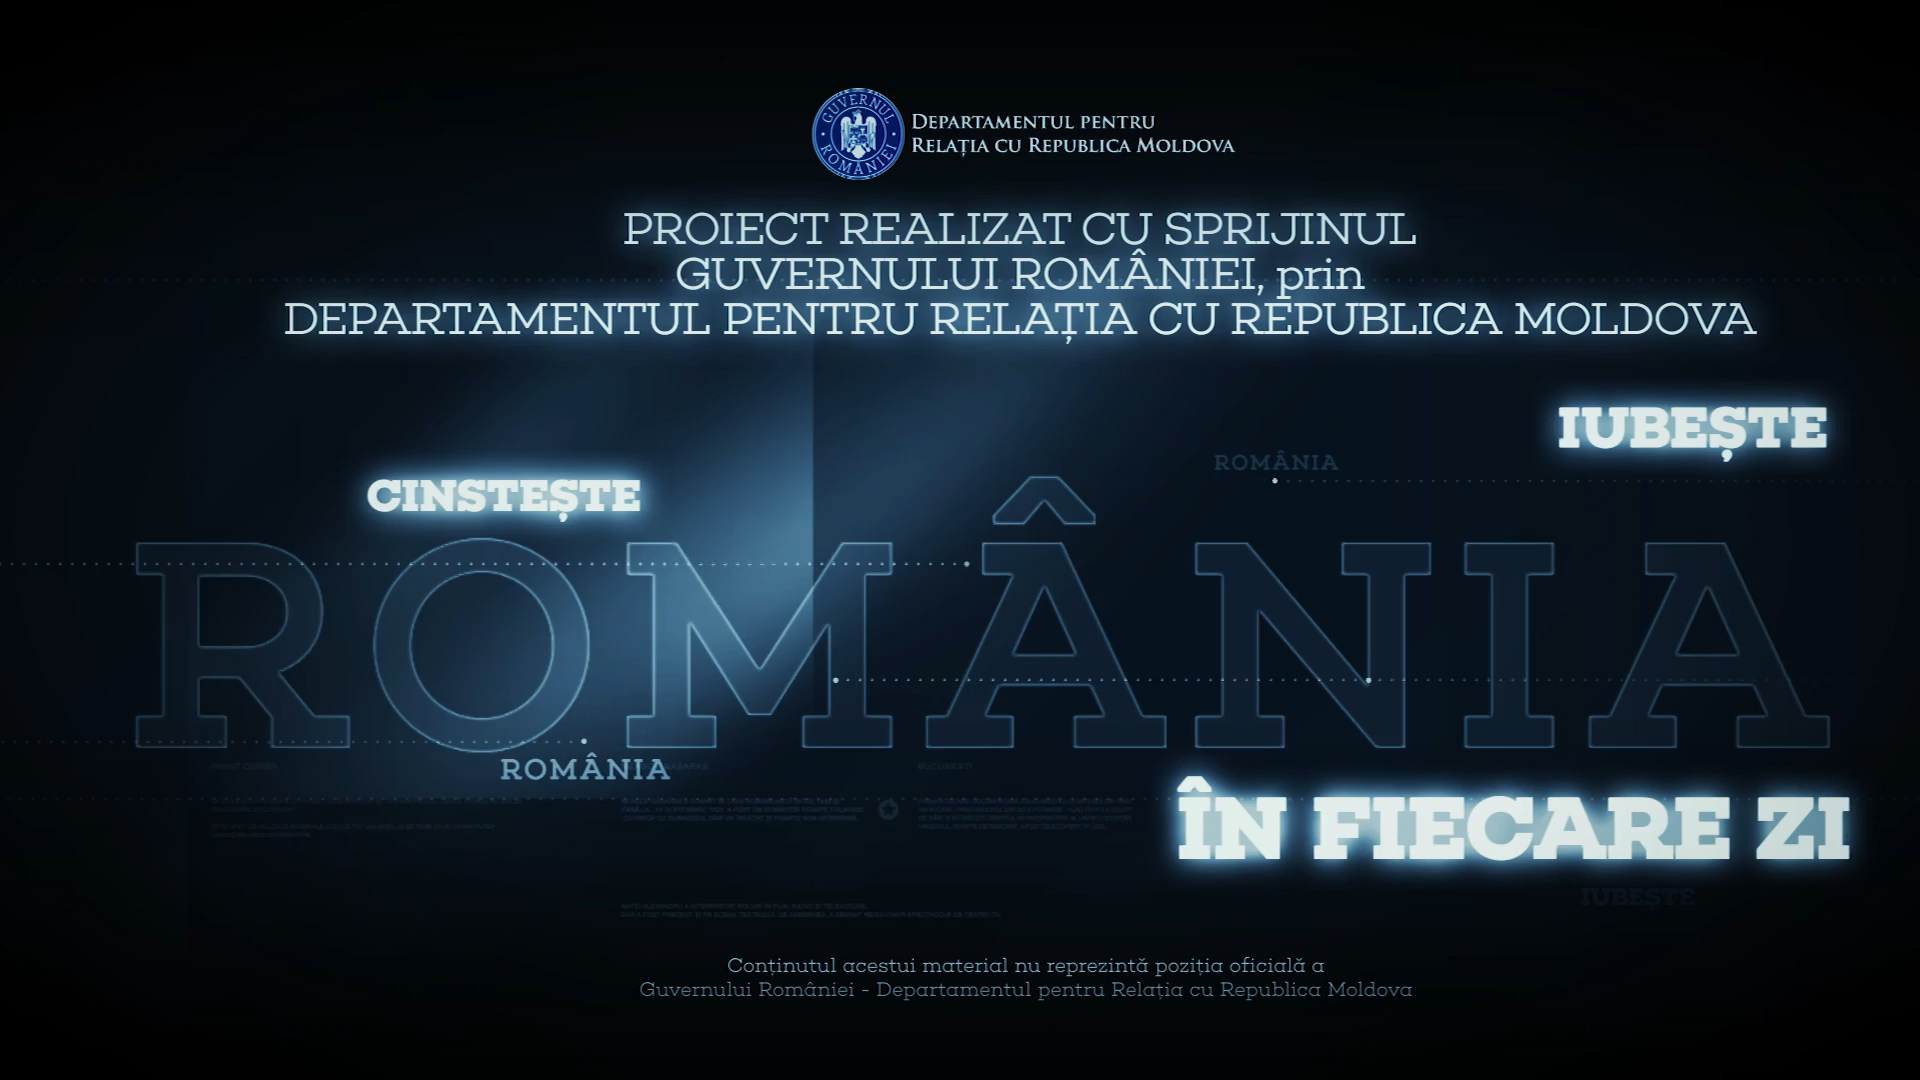 GUVERNUL ROMÂNIEI
DEPARTAMENTUL PENTRU
RELAȚIA CU REPUBLICA MOLDOVA
PROIECT REALIZAT CU SPRIJINUL
GUVERNULUI ROMÂNIEI, prin
DEPARTAMENTUL PENTRU RELAȚIA CU REPUBLICA MOLDOVA
IUBEȘTE
ROMÂNIA
CINSTEȘTE
ROMÂNIA
ROMÂNIA
BUCUREȘTI
ÎN FIECARE ZI
IUBEȘTE
Conținutul acestui material nu reprezintă poziția oficială a
Guvernului României - Departamentul pentru Relația cu Republica Moldova